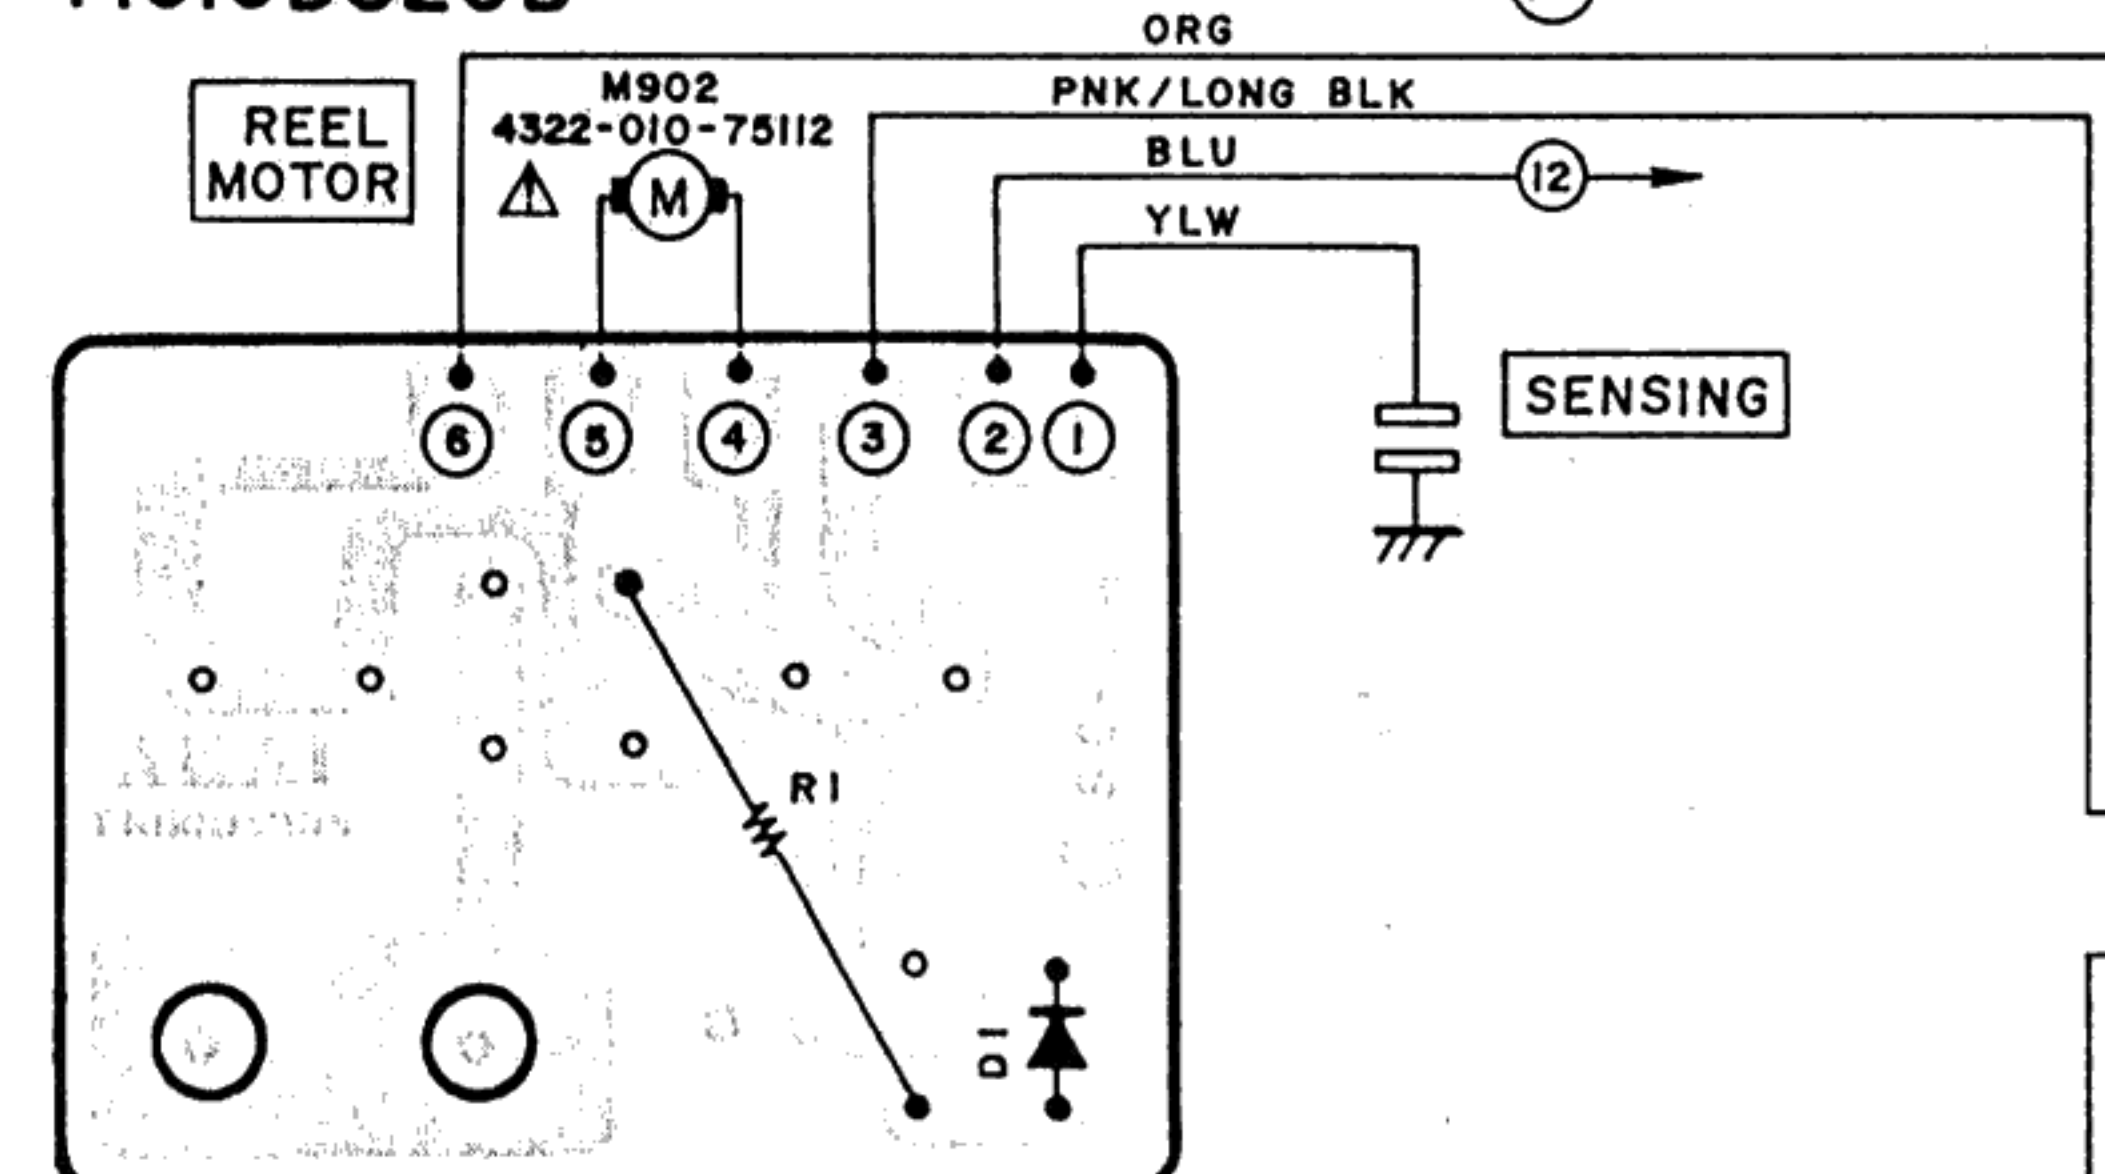 ORG
M902
PNK/LONG BLK
4322-010-75112
REEL
MOTOR
M
BLU
12
YLW
SENSING
6 5 4 3 2 1
R1
D1